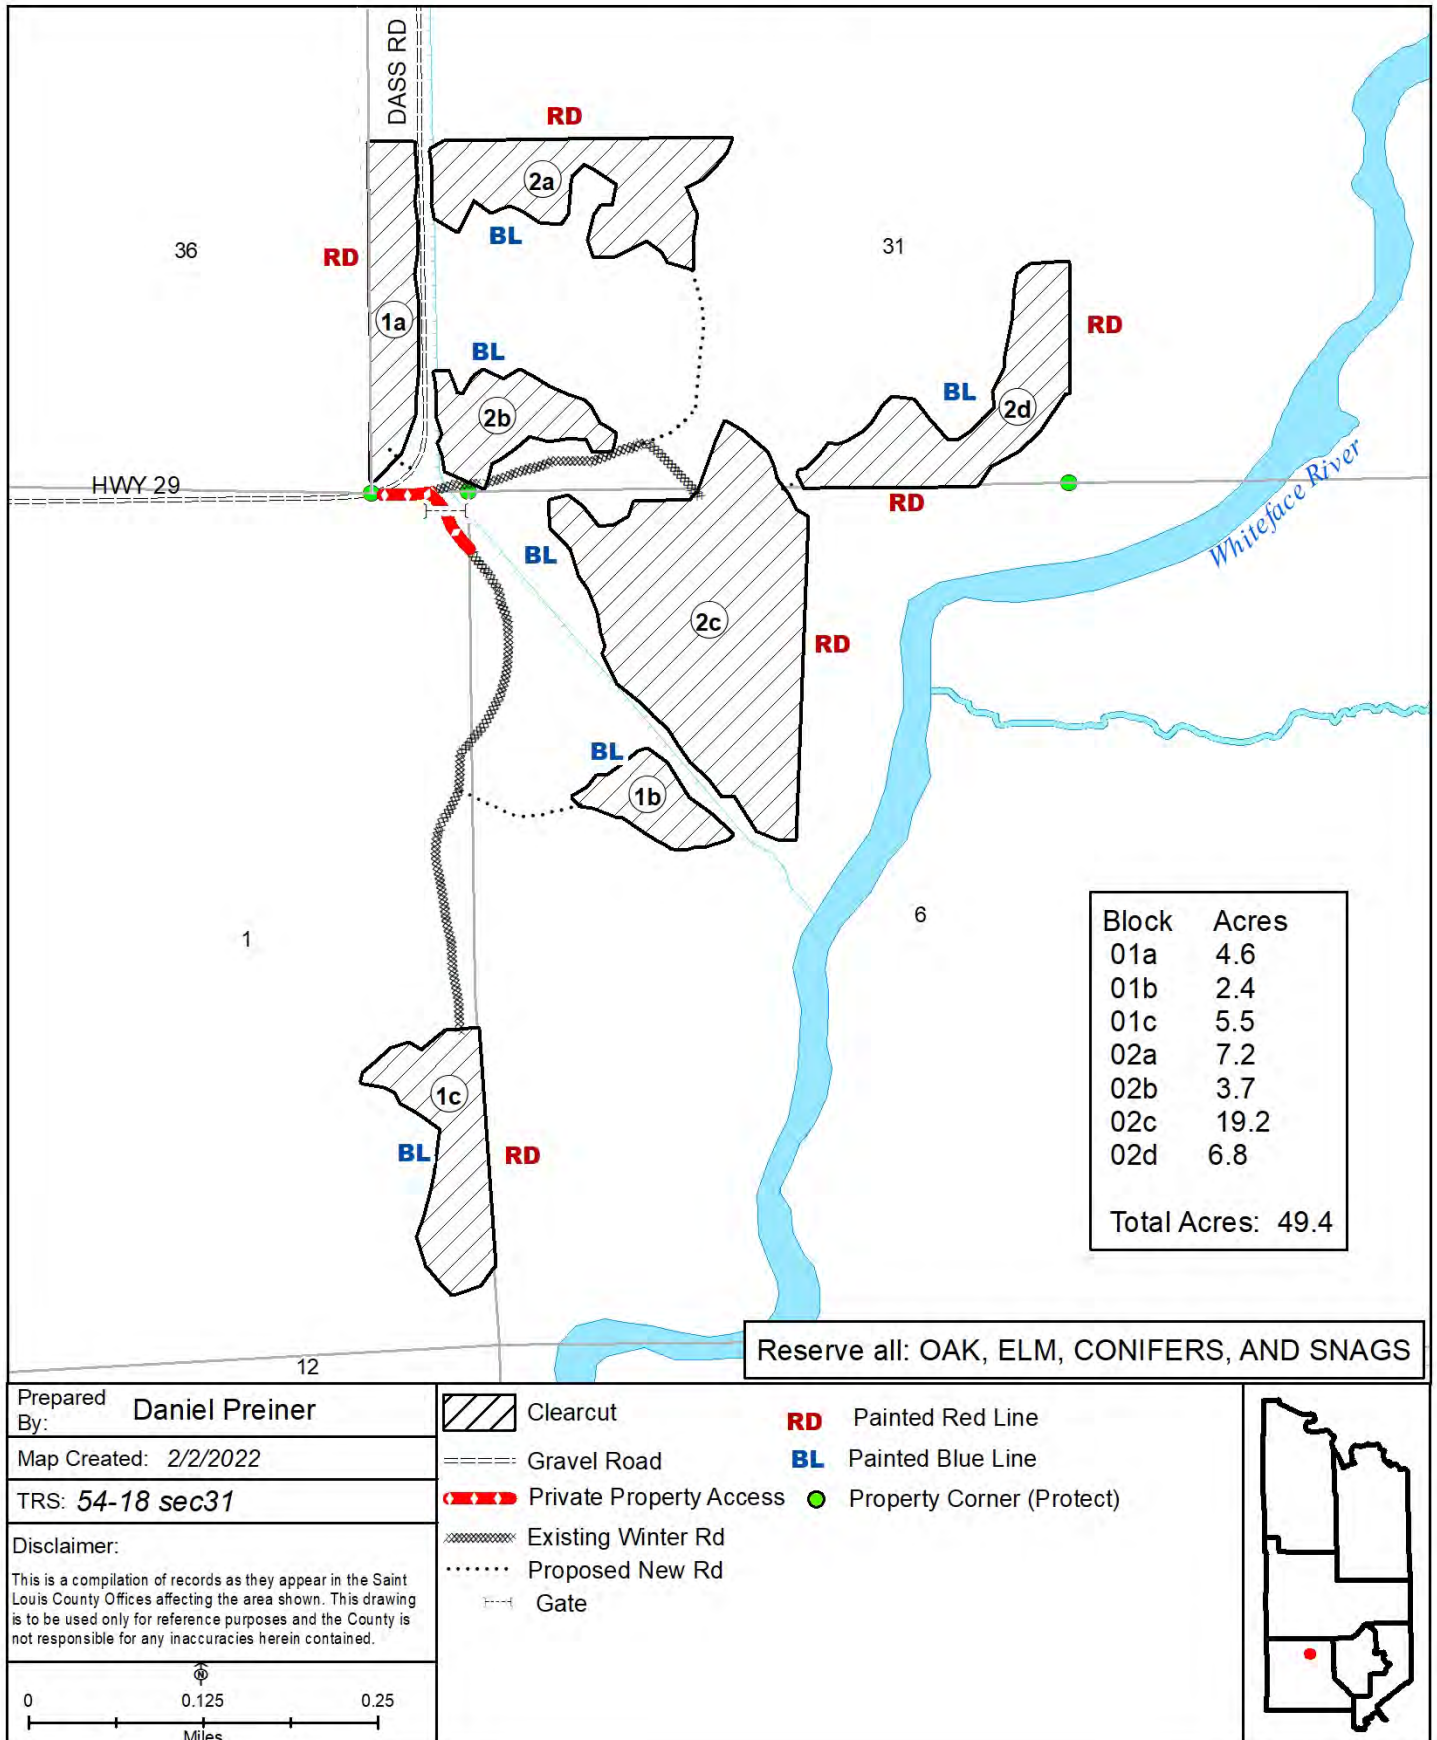 DASS RD
RD
2a
BL
36
RD
31
1a
RD
BL
BL
2b
2d
HWY 29
RD
Whiteface River
BL
2c
RD
BL
1b
1
6
Block Acres
01a 4.6
01b 2.4
01c 5.5
02a 7.2
02b 3.7
02c 19.2
02d 6.8
Total Acres: 49.4
1c
BL
RD
12
Reserve all: OAK, ELM, CONIFERS, AND SNAGS
Prepared
By: Daniel Preiner
Map Created: 2/2/2022
TRS: 54-18 sec31
Disclaimer:
This is a compilation of records as they appear in the Saint
Louis County Offices affecting the area shown. This drawing
is to be used only for reference purposes and the County is
not responsible for any inaccuracies herein contained.
N
0 0.125 0.25
Miles
Clearcut
Gravel Road
Private Property Access
Existing Winter Rd
Proposed New Rd
Gate
RD Painted Red Line
BL Painted Blue Line
Property Corner (Protect)